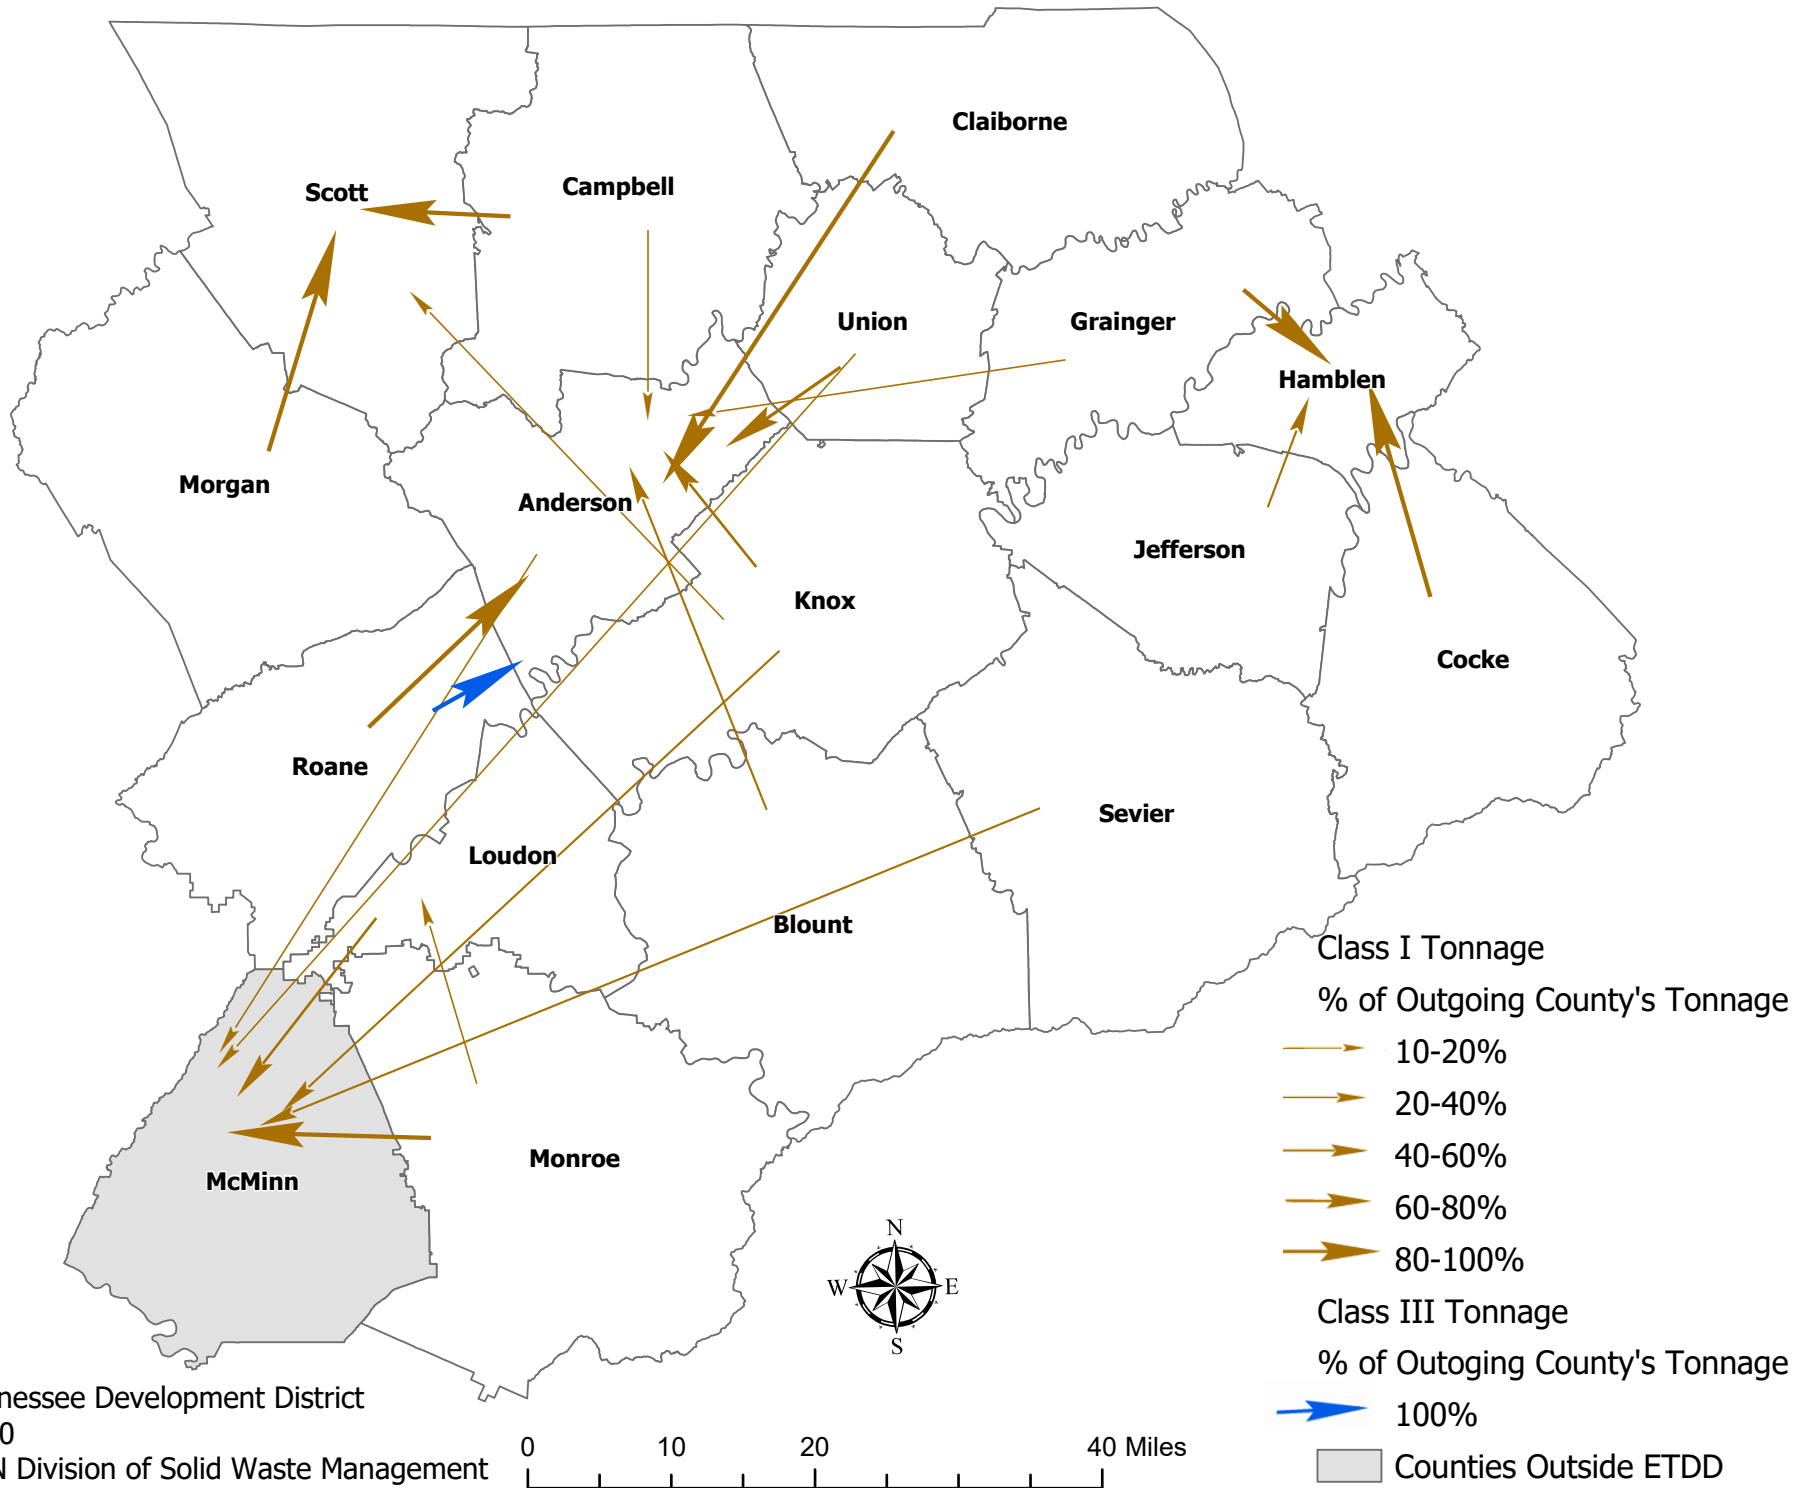 Claiborne
Campbell
Scott
Union
Grainger
Hamblen
Morgan
Anderson
Jefferson
Knox
Cocke
Roane
Sevier
Loudon
Blount
Monroe
McMinn
N
W E
S
Class I Tonnage
% of Outgoing County's Tonnage
10-20%
20-40%
40-60%
60-80%
80-100%
Class III Tonnage
% of Outoging County's Tonnage
100%
Counties Outside ETDD
nessee Development District
0
N Division of Solid Waste Management
0 10 20 40 Miles